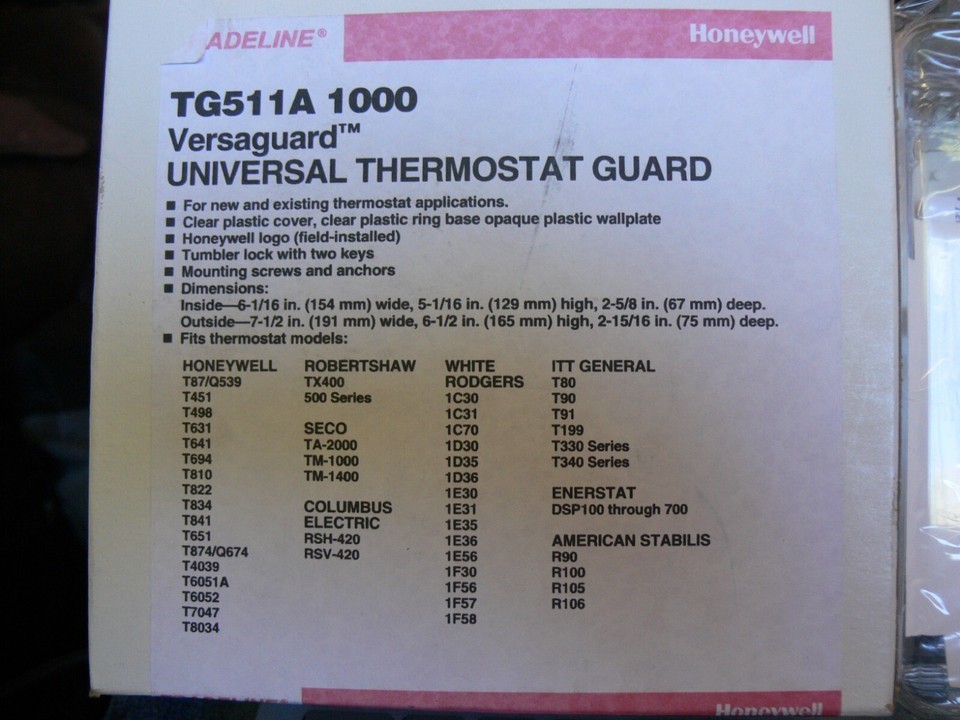 ADELINE® Honeywell
TG511A 1000
Versaguard™
UNIVERSAL THERMOSTAT GUARD
■ For new and existing thermostat applications.
■ Clear plastic cover, clear plastic ring base opaque plastic wallplate
■ Honeywell logo (field-installed)
■ Tumbler lock with two keys
■ Mounting screws and anchors
■ Dimensions:
Inside—6-1/16 in. (154 mm) wide, 5-1/16 in. (129 mm) high, 2-5/8 in. (67 mm) deep.
Outside—7-1/2 in. (191 mm) wide, 6-1/2 in. (165 mm) high, 2-15/16 in. (75 mm) deep.
■ Fits thermostat models:
HONEYWELL
T87/Q539
T451
T498
T631
T641
T694
T810
T822
T834
T841
T651
T874/Q674
T4039
T6051A
T6052
T7047
T8034
ROBERTSHAW
TX400
500 Series
SECO
TA-2000
TM-1000
TM-1400
COLUMBUS
ELECTRIC
RSH-420
RSV-420
WHITE
RODGERS
1C30
1C31
1C70
1D30
1D35
1D36
1E30
1E31
1E35
1E36
1E56
1F30
1F56
1F57
1F58
ITT GENERAL
T80
T90
T91
T199
T330 Series
T340 Series
ENERSTAT
DSP100 through 700
AMERICAN STABILIS
R90
R100
R105
R106
Honeywell